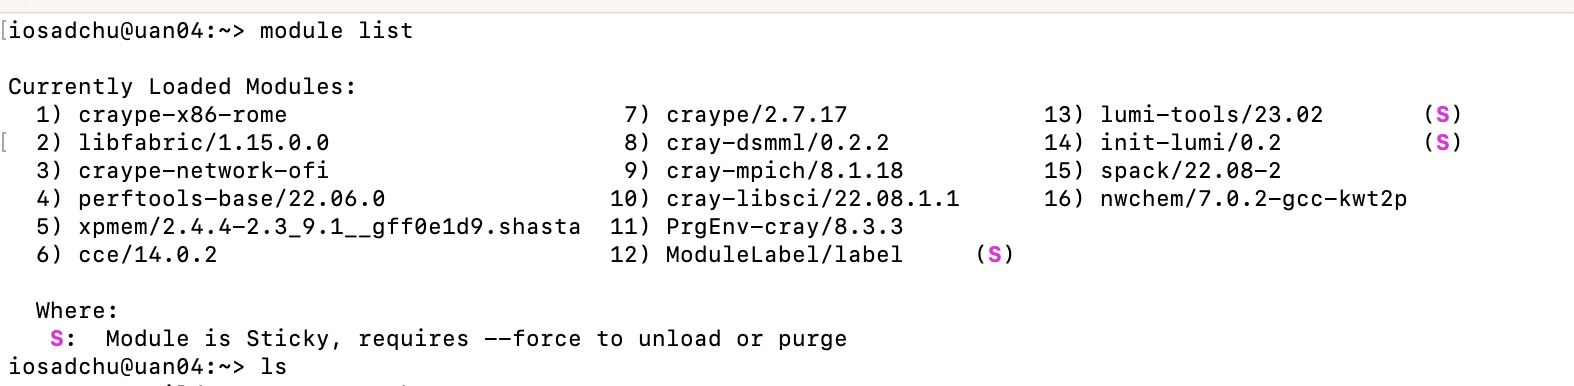 [iosadchu@uan04:~> module list
Currently Loaded Modules:
1) craype-x86-rome 7) craype/2.7.17 13) lumi-tools/23.02 (S)
[ 2) libfabric/1.15.0.0 8) cray-dsmml/0.2.2 14) init-lumi/0.2 (S)
3) craype-network-ofi 9) cray-mpich/8.1.18 15) spack/22.08-2
4) perftools-base/22.06.0 10) cray-libsci/22.08.1.1 16) nwchem/7.0.2-gcc-kwt2p
5) xpmem/2.4.4-2.3_9.1__gff0e1d9.shasta 11) PrgEnv-cray/8.3.3
6) cce/14.0.2 12) ModuleLabel/label (S)
Where:
S: Module is Sticky, requires --force to unload or purge
iosadchu@uan04:~> ls